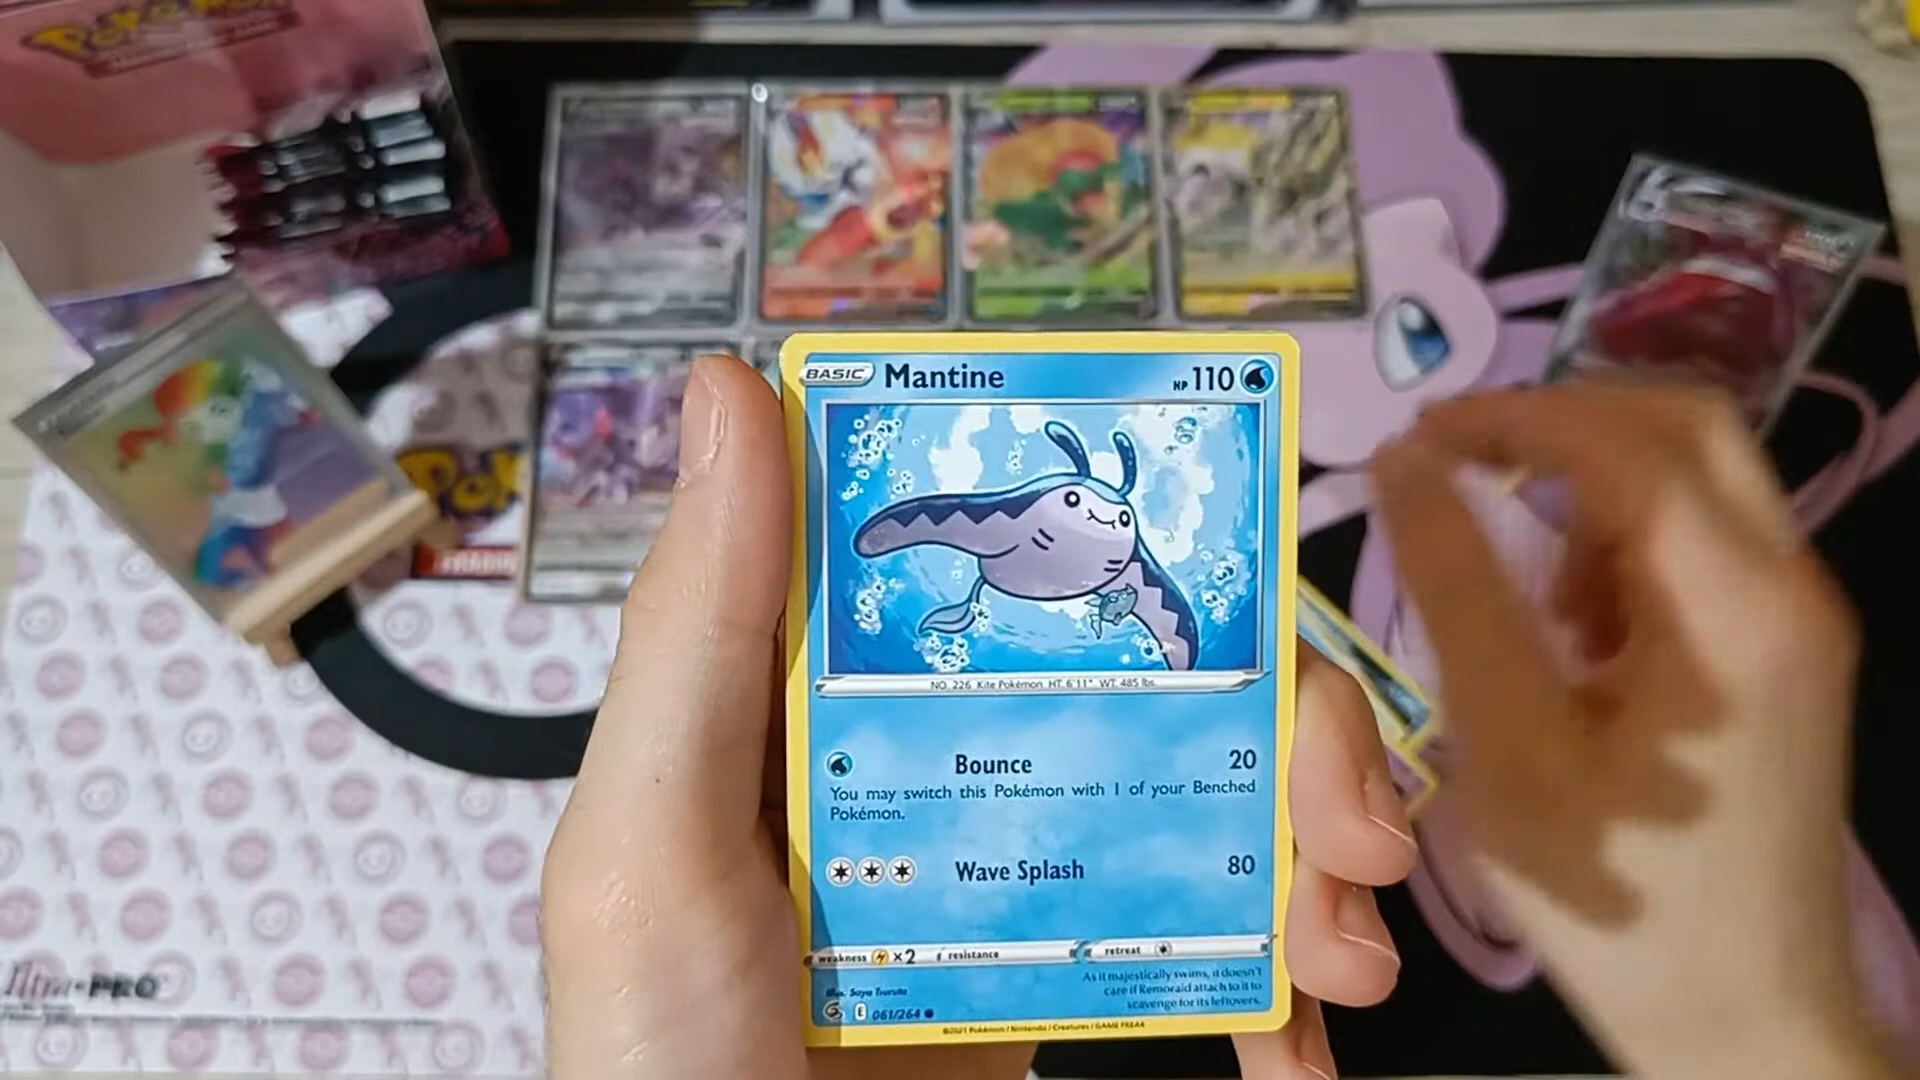 Pokémon
BASIC Mantine HP 110
NO. 226 Kite Pokémon HT. 6'11" WT. 485 lbs.
Bounce 20
You may switch this Pokémon with 1 of your Benched
Pokémon.
Wave Splash 80
weakness ×2 resistance retreat
As it majestically swims, it doesn't
care if Remoraid attach to it to
scavenge for its leftovers.
Illus. Saya Tsuruta
E 061/264
©2021 Pokémon / Nintendo / Creatures / GAME FREAK
Ultra·PRO